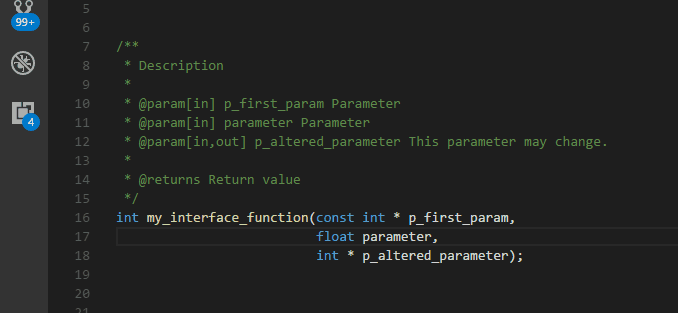 5
99+
6
7 /**
8 * Description
9 *
10 * @param[in] p_first_param Parameter
11 * @param[in] parameter Parameter
4
12 * @param[in,out] p_altered_parameter This parameter may change.
13 *
14 * @returns Return value
15 */
16 int my_interface_function(const int * p_first_param,
17 float parameter,
18 int * p_altered_parameter);
19
20
21